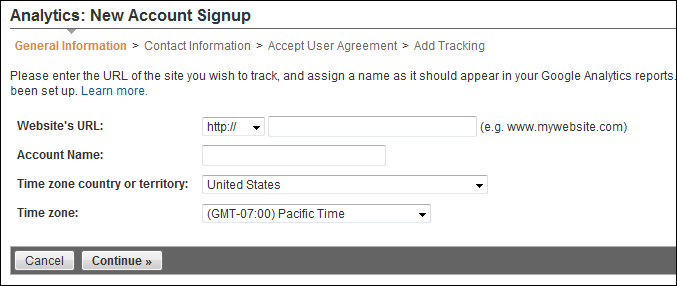 Analytics: New Account Signup
General Information > Contact Information > Accept User Agreement > Add Tracking
Please enter the URL of the site you wish to track, and assign a name as it should appear in your Google Analytics reports.
been set up. Learn more.
Website's URL: http:// (e.g. www.mywebsite.com)
Account Name:
Time zone country or territory: United States
Time zone: (GMT-07:00) Pacific Time
Cancel Continue »